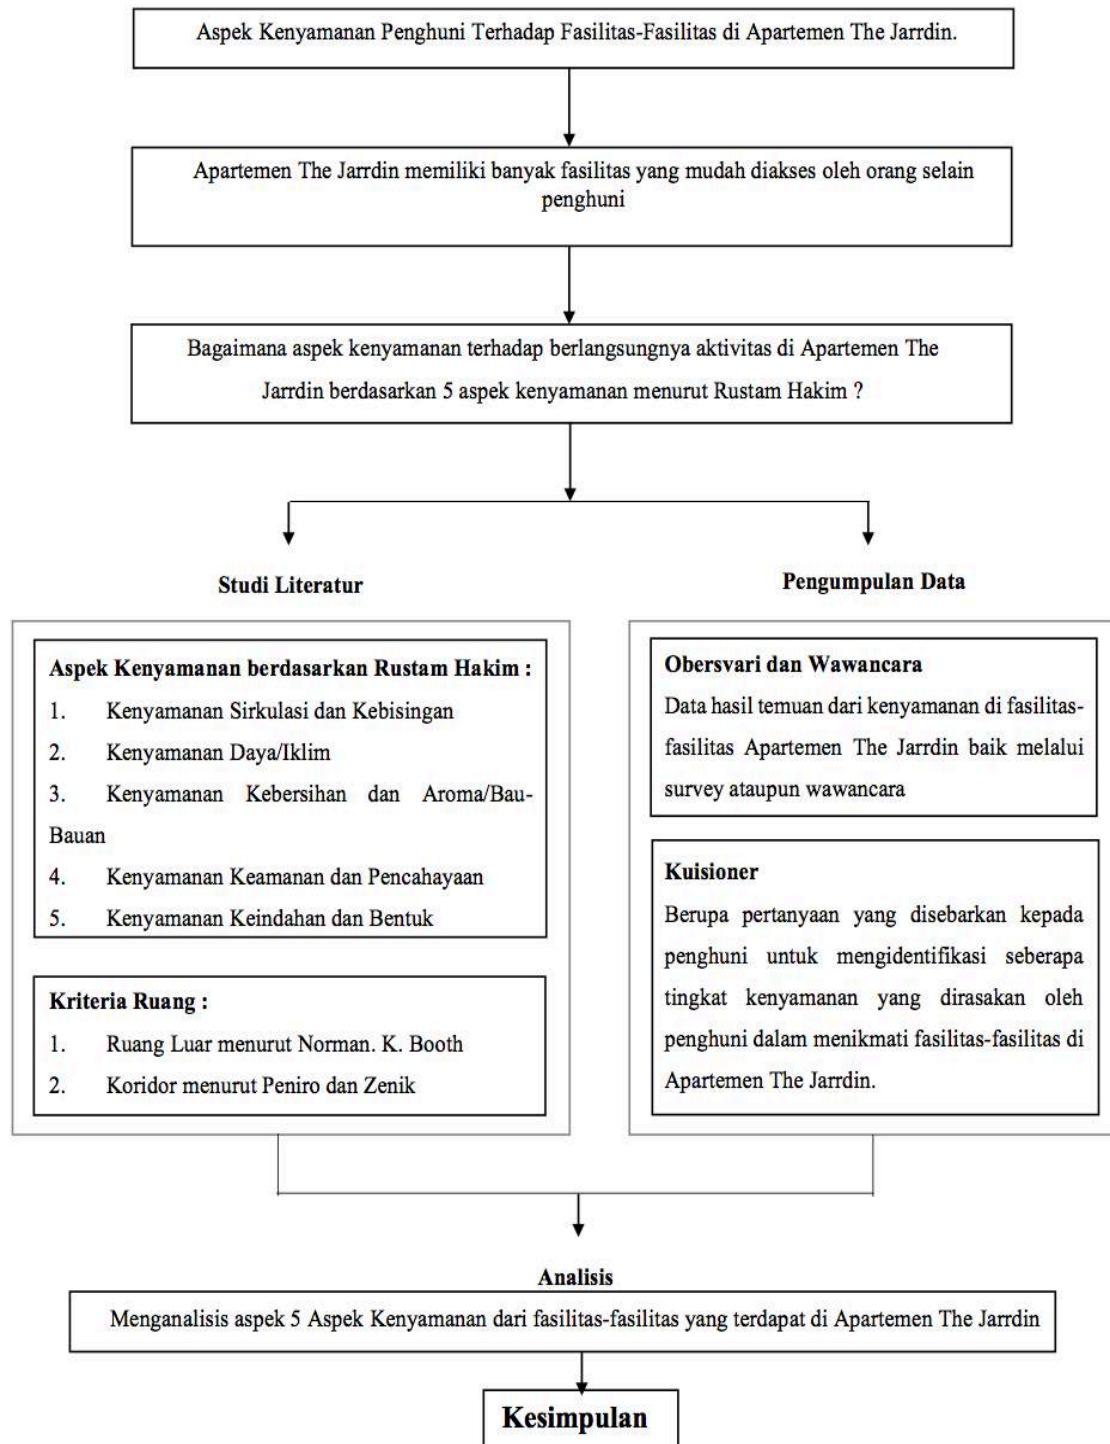 Aspek Kenyamanan Penghuni Terhadap Fasilitas-Fasilitas di Apartemen The Jarrdin.
Apartemen The Jarrdin memiliki banyak fasilitas yang mudah diakses oleh orang selain
penghuni
Bagaimana aspek kenyamanan terhadap berlangsungnya aktivitas di Apartemen The
Jarrdin berdasarkan 5 aspek kenyamanan menurut Rustam Hakim ?
Studi Literatur
Aspek Kenyamanan berdasarkan Rustam Hakim :
1. Kenyamanan Sirkulasi dan Kebisingan
2. Kenyamanan Daya/Iklim
3. Kenyamanan Kebersihan dan Aroma/Bau-
Bauan
4. Kenyamanan Keamanan dan Pencahayaan
5. Kenyamanan Keindahan dan Bentuk
Kriteria Ruang :
1. Ruang Luar menurut Norman. K. Booth
2. Koridor menurut Peniro dan Zenik
Pengumpulan Data
Obersvari dan Wawancara
Data hasil temuan dari kenyamanan di fasilitas-
fasilitas Apartemen The Jarrdin baik melalui
survey ataupun wawancara
Kuisioner
Berupa pertanyaan yang disebarkan kepada
penghuni untuk mengidentifikasi seberapa
tingkat kenyamanan yang dirasakan oleh
penghuni dalam menikmati fasilitas-fasilitas di
Apartemen The Jarrdin.
Analisis
Menganalisis aspek 5 Aspek Kenyamanan dari fasilitas-fasilitas yang terdapat di Apartemen The Jarrdin
Kesimpulan